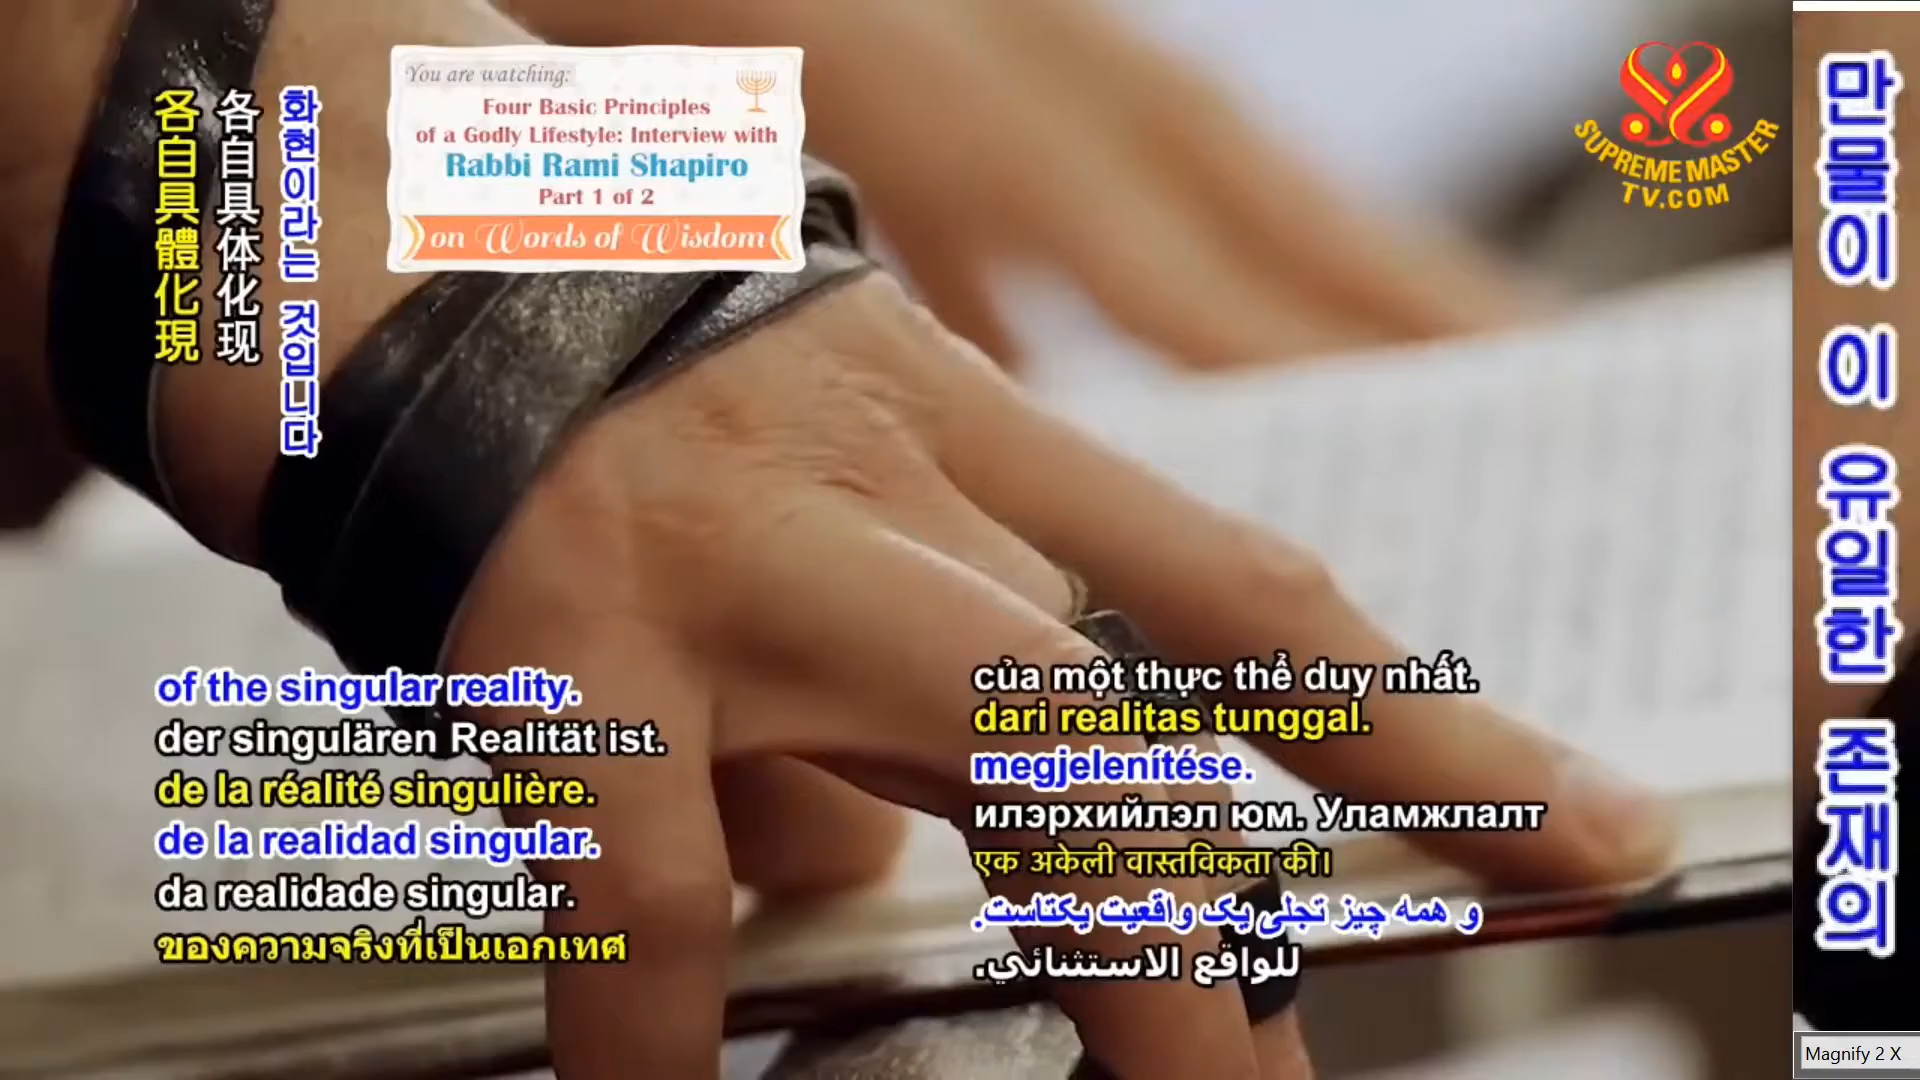 You are watching:
Four Basic Principles
of a Godly Lifestyle: Interview with
Rabbi Rami Shapiro
Part 1 of 2
on Words of Wisdom
SUPREME MASTER
TV.COM
만물이 이 유일한 존재의
화현이라는 것입니다
各自具体化现
各自具體化現
of the singular reality.
der singulären Realität ist.
de la réalité singulière.
de la realidad singular.
da realidade singular.
ของความจริงที่เป็นเอกเทศ
của một thực thể duy nhất.
dari realitas tunggal.
megjelenítése.
илэрхийлэл юм. Уламжлалт
एक अकेली वास्तविकता की।
و همه چیز تجلی یک واقعیت یکتاست.
للواقع الاستثنائي.
Magnify 2 X